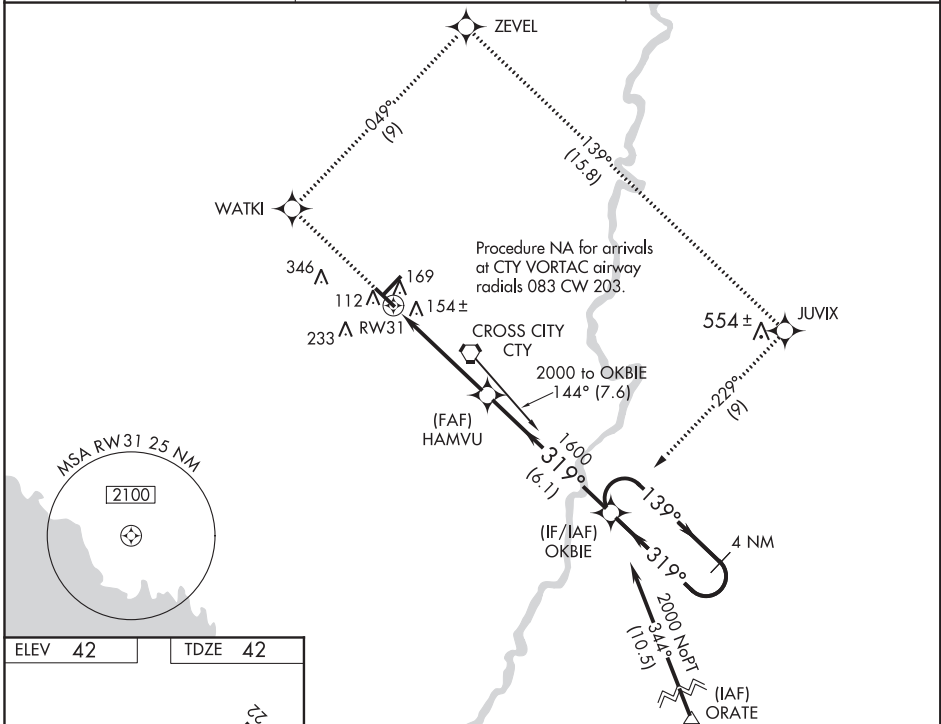 ZEVEL
049°
(9)
139°
(15.8)
WATKI
Procedure NA for arrivals
at CTY VORTAC airway
radials 083 CW 203.
346
169
112
154 ±
233
RW31
CROSS CITY
CTY
554 ±
JUVIX
2000 to OKBIE
144° (7.6)
229°
(9)
(FAF)
HAMVU
1600
319°
(6.1)
MSA RW31 25 NM
2100
139°
(IF/IAF)
OKBIE
4 NM
319°
2000 NoPT
344°
(10.5)
(IAF)
ORATE
ELEV 42
TDZE 42
22